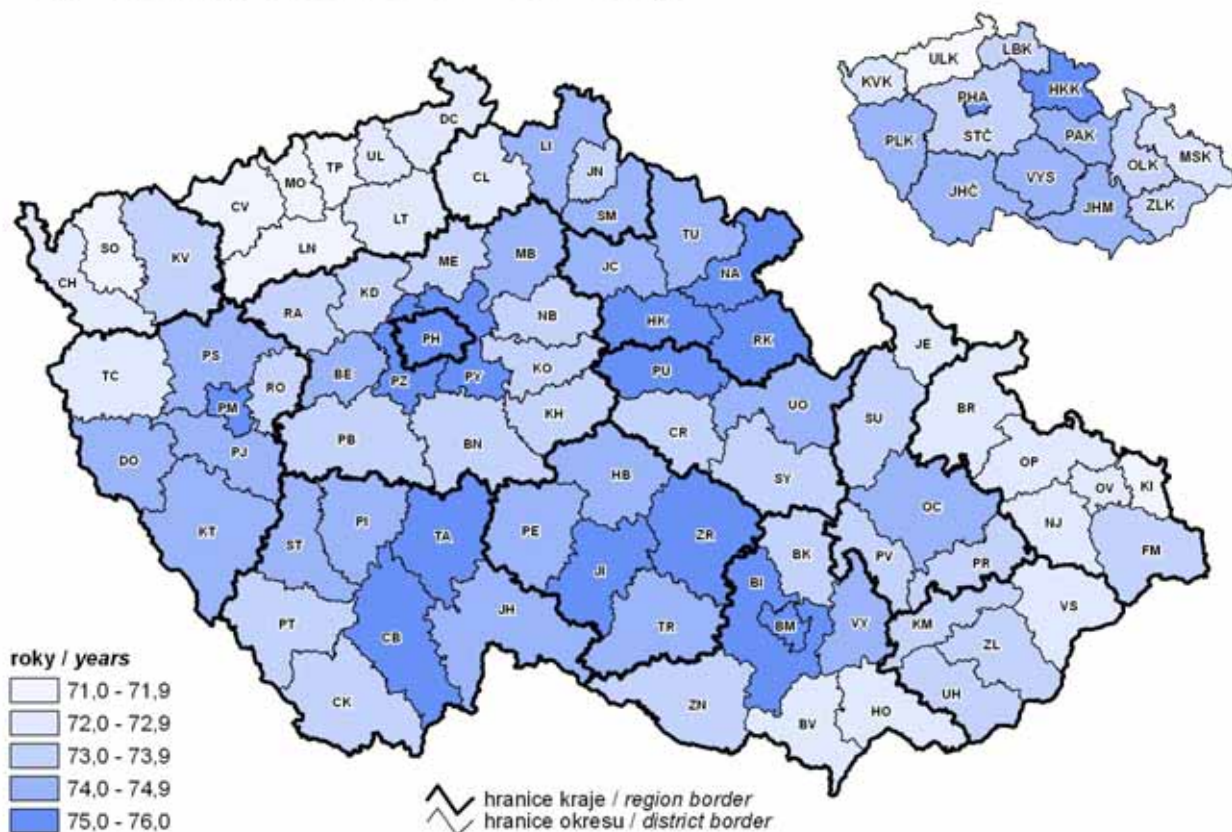 ULK
LBK
KVK
HKK
PHA
STČ
PLK
PAK
OLK
MSK
VYS
JHČ
JHM
ZLK
DC
LI
UL
TP
JN
MO
CL
CV
LT
SM
TU
SO
KV
LN
CH
ME
MB
JC
NA
KD
RA
NB
HK
PH
RK
JE
PS
TC
BE
KO
PZ
PY
PU
RO
PM
UO
BR
KH
SU
PB
BN
CR
DO
PJ
OP
HB
SY
OV
KI
OC
NJ
KT
ST
PI
TA
PE
ZR
BK
FM
PV
PR
JI
BI
VS
JH
PT
CB
TR
BM
VY
KM
ZL
UH
CK
ZN
BV
HO
roky / years
71,0 - 71,9
72,0 - 72,9
73,0 - 73,9
74,0 - 74,9
75,0 - 76,0
hranice kraje / region border
hranice okresu / district border